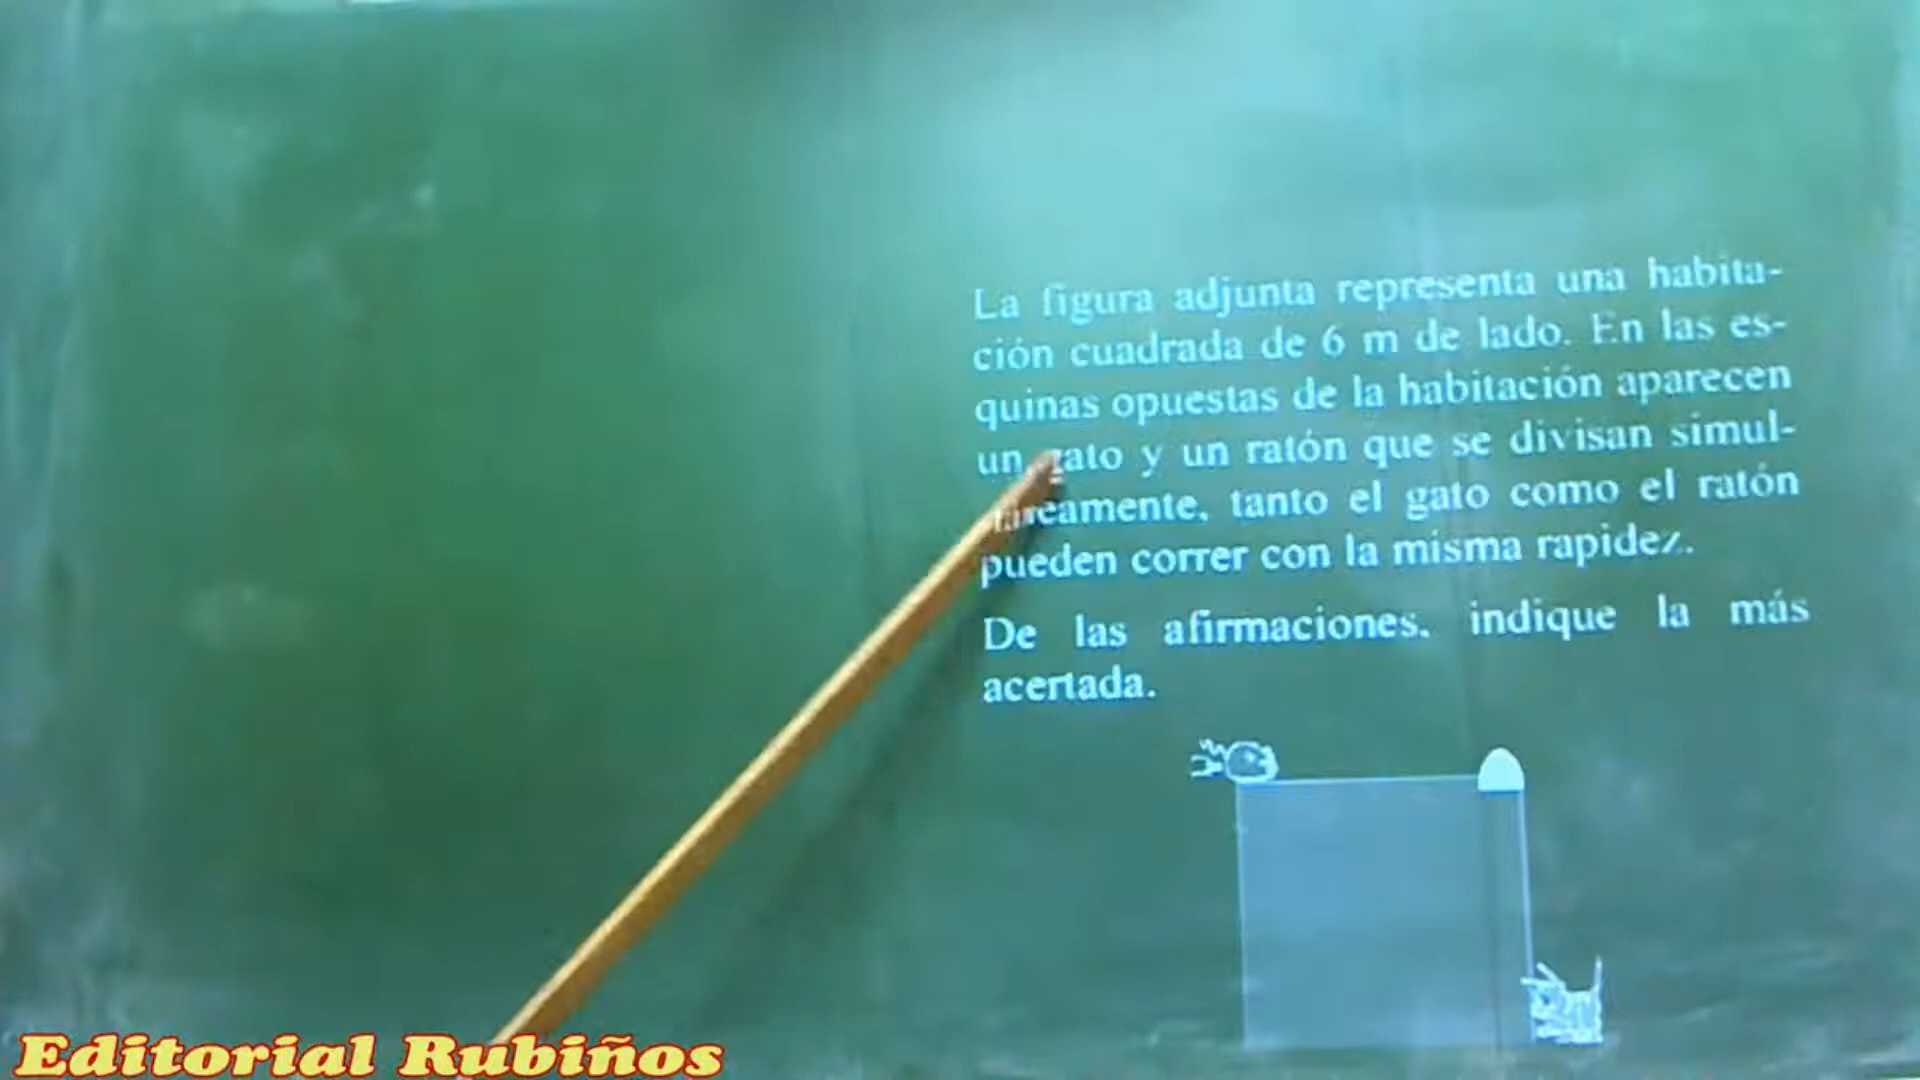 La figura adjunta representa una habita-
ción cuadrada de 6 m de lado. En las es-
quinas opuestas de la habitación aparecen
un gato y un ratón que se divisan simul-
táneamente, tanto el gato como el ratón
pueden correr con la misma rapidez.
De las afirmaciones, indique la más
acertada.
Editorial Rubiños